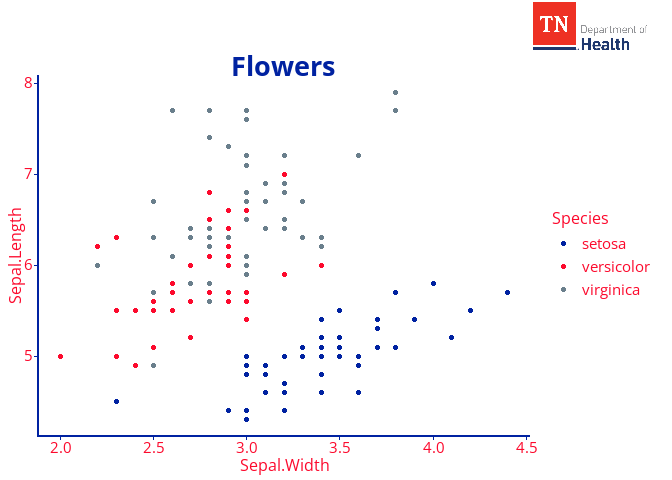 TN
Department of
Health
Flowers
8
7
6
5
Sepal.Length
2.0 2.5 3.0 3.5 4.0 4.5
Sepal.Width
Species
setosa
versicolor
virginica